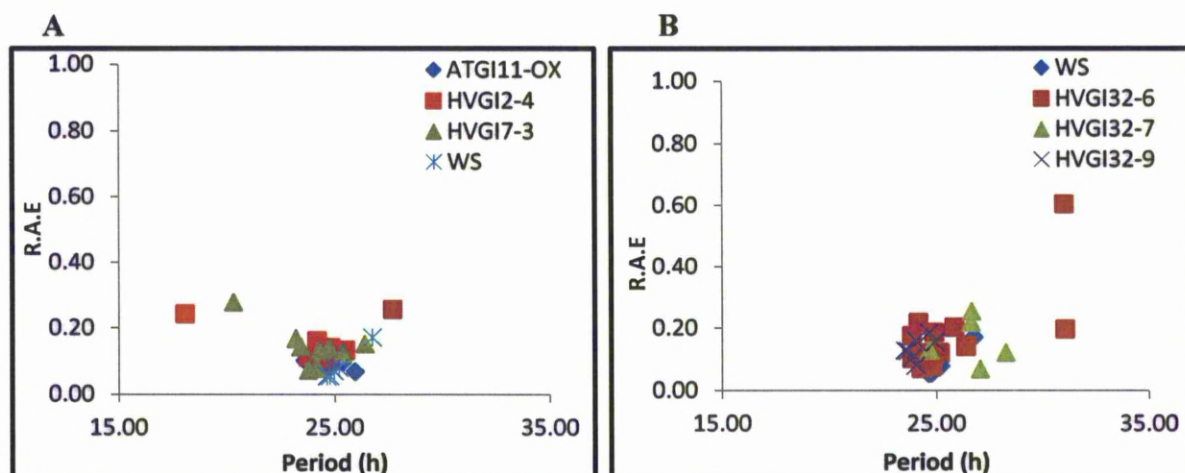 A
1.00
0.80
0.60
0.40
0.20
0.00
R.A.E
15.00 25.00 35.00
Period (h)
ATGI11-OX
HVGI2-4
HVGI7-3
WS
B
1.00
0.80
0.60
0.40
0.20
0.00
R.A.E
15.00 25.00 35.00
Period (h)
WS
HVGI32-6
HVGI32-7
HVGI32-9